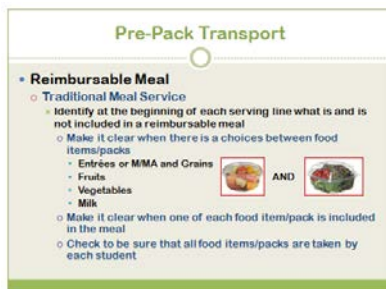 Pre-Pack Transport
• Reimbursable Meal
o Traditional Meal Service
• Identify at the beginning of each serving line what is and is
not included in a reimbursable meal
o Make it clear when there is a choices between food
items/packs
• Entrées or M/MA and Grains
• Fruits
AND
• Vegetables
• Milk
o Make it clear when one of each food item/pack is included
in the meal
o Check to be sure that all food items/packs are taken by
each student